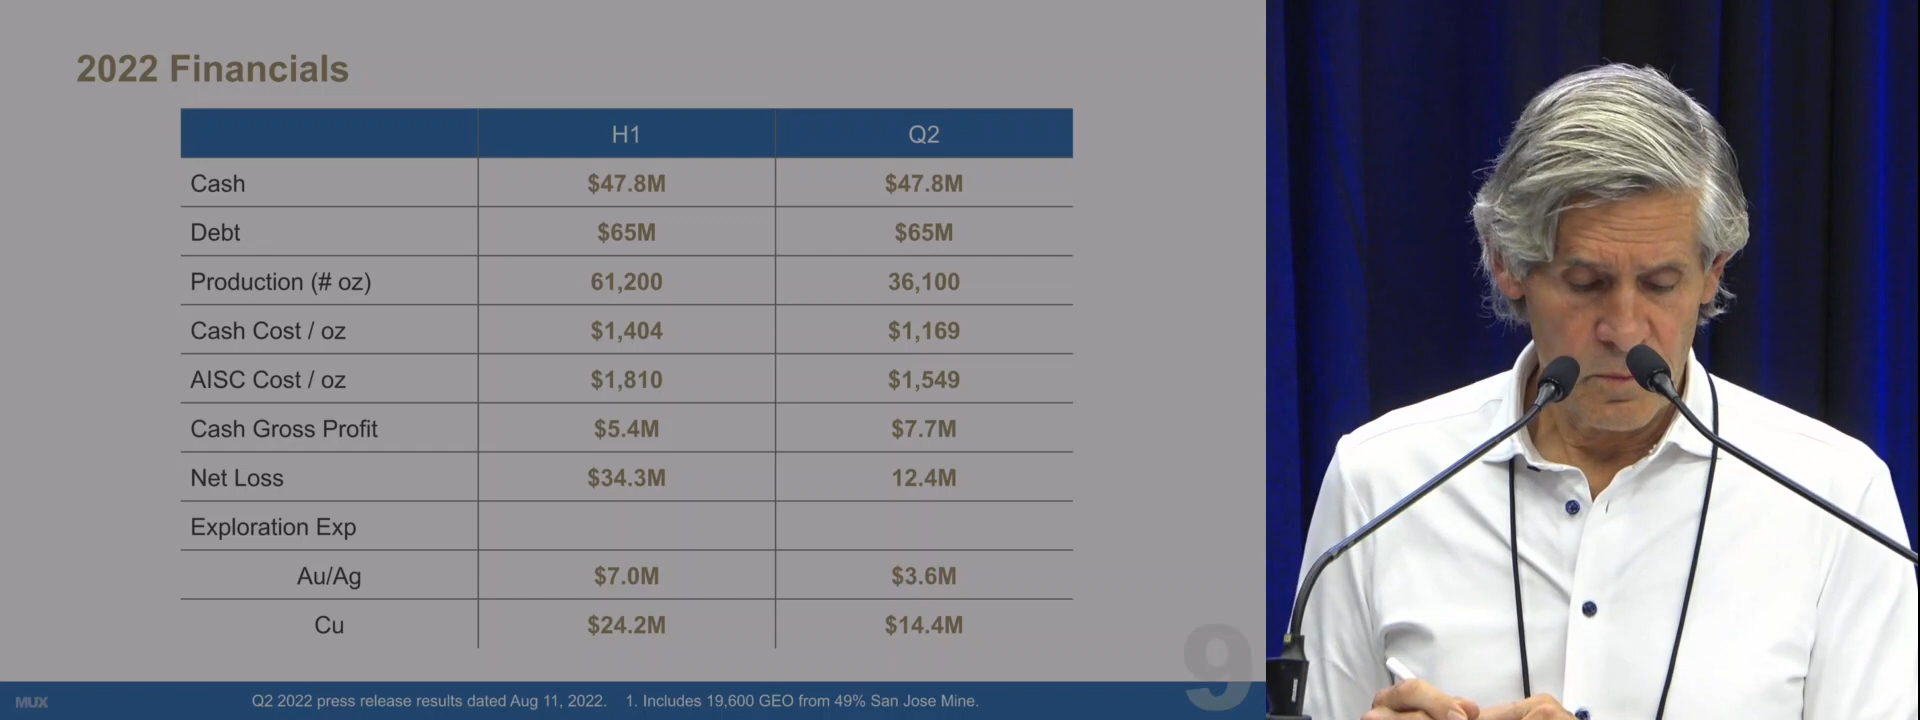 2022 Financials
H1 Q2
Cash $47.8M $47.8M
Debt $65M $65M
Production (# oz) 61,200 36,100
Cash Cost / oz $1,404 $1,169
AISC Cost / oz $1,810 $1,549
Cash Gross Profit $5.4M $7.7M
Net Loss $34.3M 12.4M
Exploration Exp
Au/Ag $7.0M $3.6M
Cu $24.2M $14.4M
9
MUX Q2 2022 press release results dated Aug 11, 2022. 1. Includes 19,600 GEO from 49% San Jose Mine.